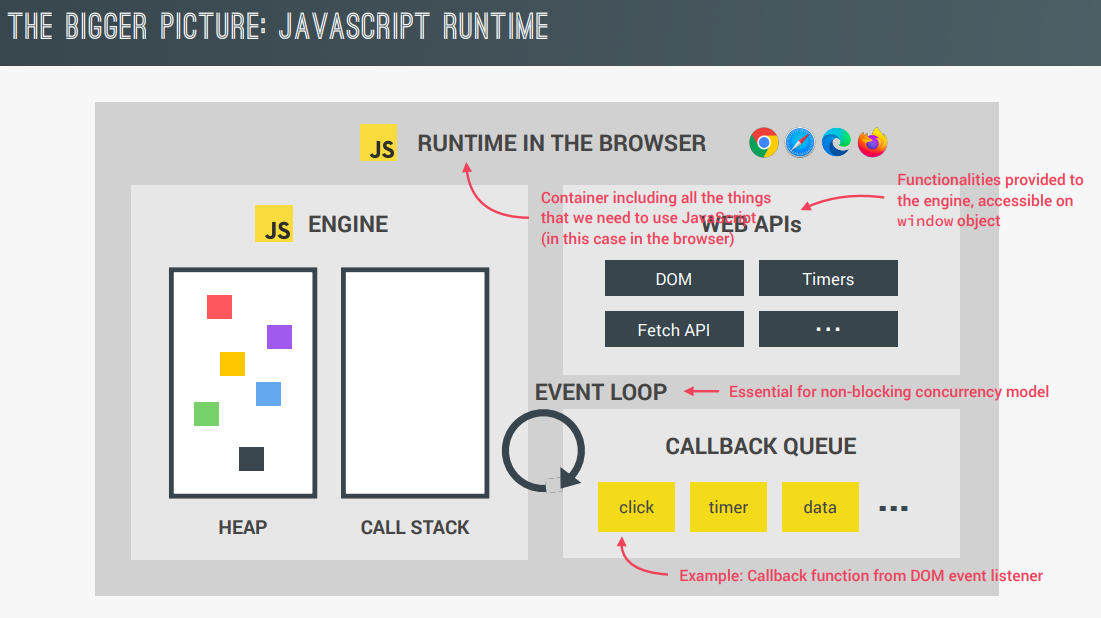 THE BIGGER PICTURE: JAVASCRIPT RUNTIME
JS
RUNTIME IN THE BROWSER
Container including all the things
that we need to use JavaScript
(in this case in the browser)
Functionalities provided to
the engine, accessible on
window object
JS
ENGINE
WEB APIs
DOM
Timers
Fetch API
...
EVENT LOOP
Essential for non-blocking concurrency model
CALLBACK QUEUE
click
timer
data
...
HEAP
CALL STACK
Example: Callback function from DOM event listener